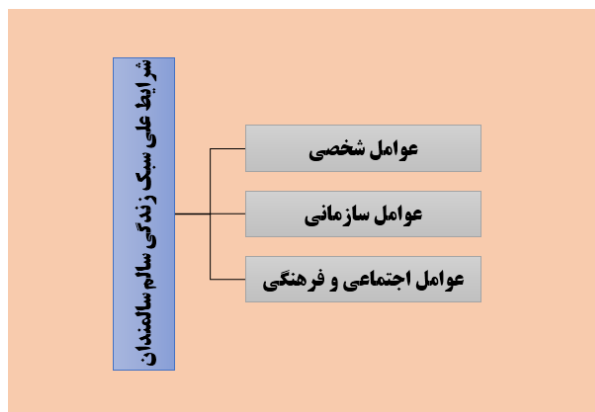 شرایط علی سبک زندگی سالم سالمندان
عوامل شخصی
عوامل سازمانی
عوامل اجتماعی و فرهنگی